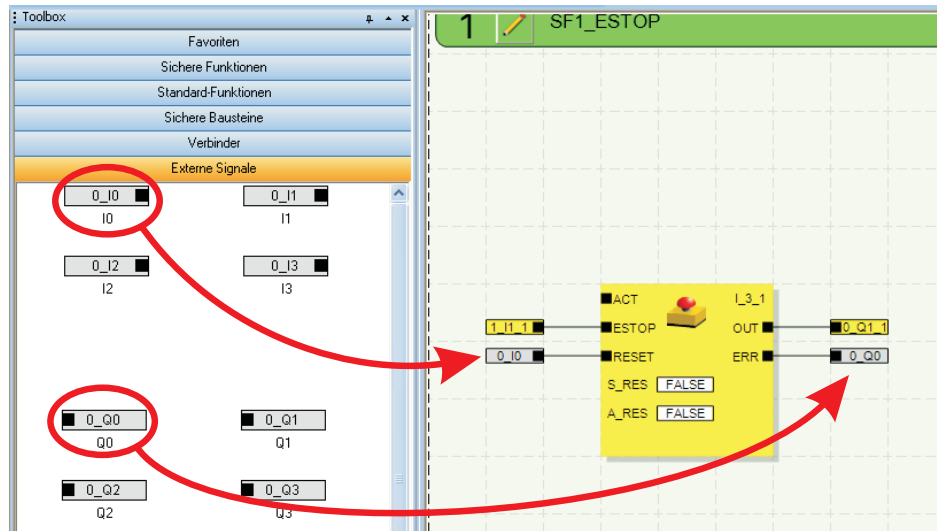 Toolbox
Favoriten
Sichere Funktionen
Standard-Funktionen
Sichere Bausteine
Verbinder
Externe Signale
0_I0
0_I1
I0
I1
0_I2
0_I3
I2
I3
0_Q0
0_Q1
Q0
Q1
0_Q2
0_Q3
Q2
Q3
1
SF1_ESTOP
ACT
I_3_1
1_I1_1
ESTOP
OUT
0_Q1_1
0_I0
RESET
ERR
0_Q0
S_RES
FALSE
A_RES
FALSE